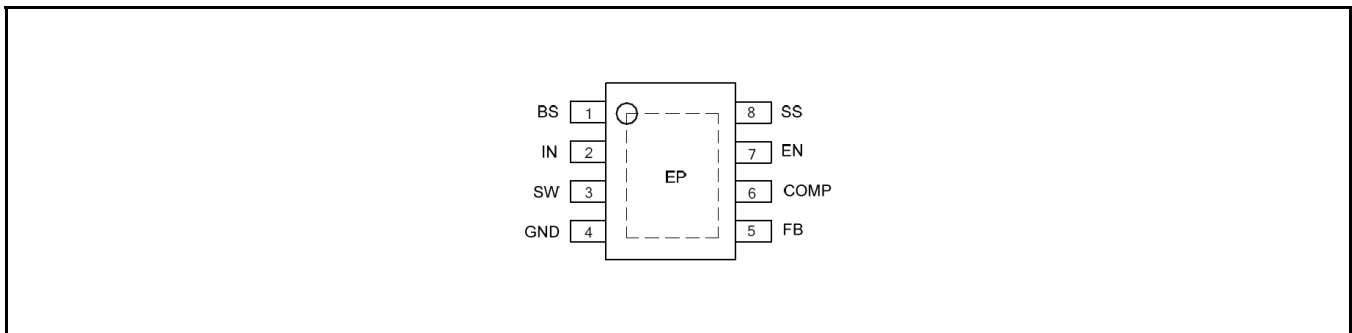 BS 1 8 SS
IN 2 7 EN
EP
SW 3 6 COMP
GND 4 5 FB